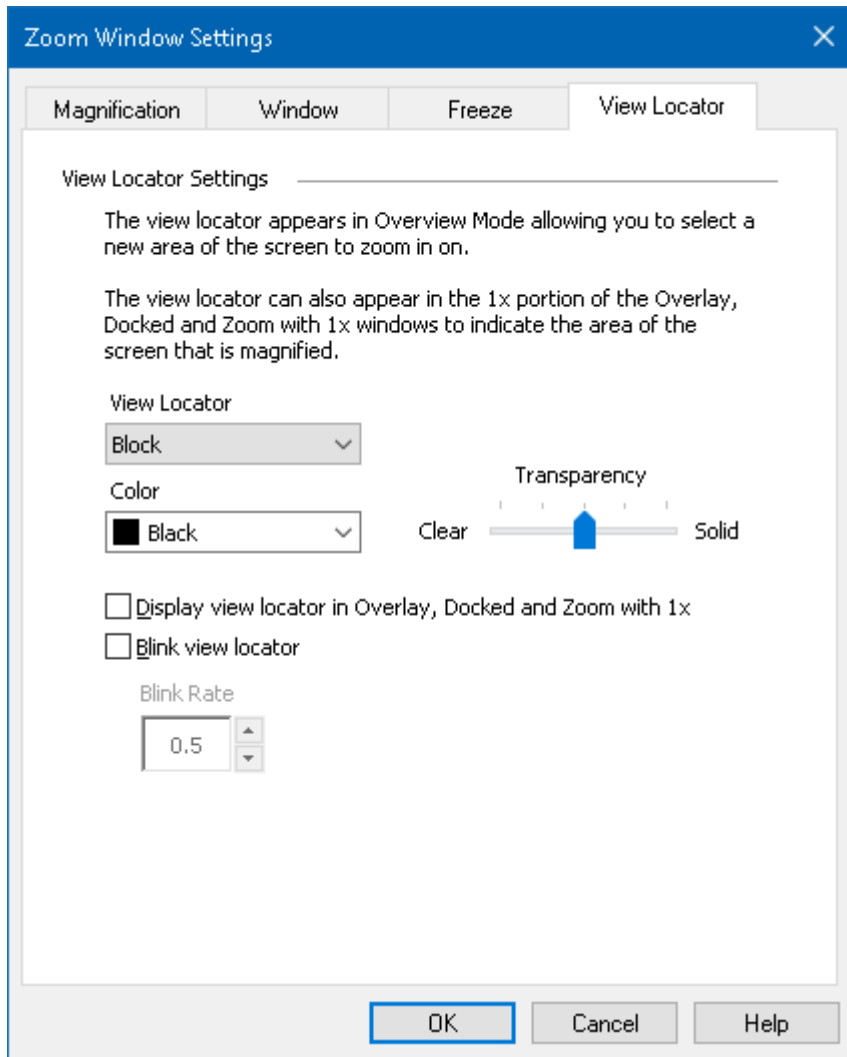 Zoom Window Settings
Magnification Window Freeze View Locator
View Locator Settings
The view locator appears in Overview Mode allowing you to select a
new area of the screen to zoom in on.
The view locator can also appear in the 1x portion of the Overlay,
Docked and Zoom with 1x windows to indicate the area of the
screen that is magnified.
View Locator
Block
Transparency
Color
Black
Clear Solid
Display view locator in Overlay, Docked and Zoom with 1x
Blink view locator
Blink Rate
0.5
OK Cancel Help